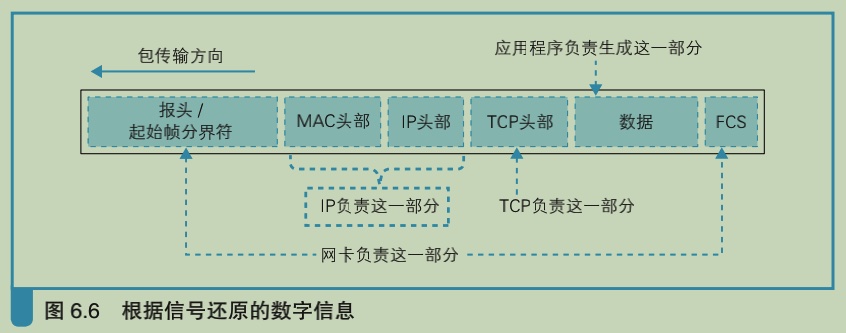 包传输方向
应用程序负责生成这一部分
报头 /
起始帧分界符
MAC头部
IP头部
TCP头部
数据
FCS
IP负责这一部分
TCP负责这一部分
网卡负责这一部分
图 6.6 根据信号还原的数字信息